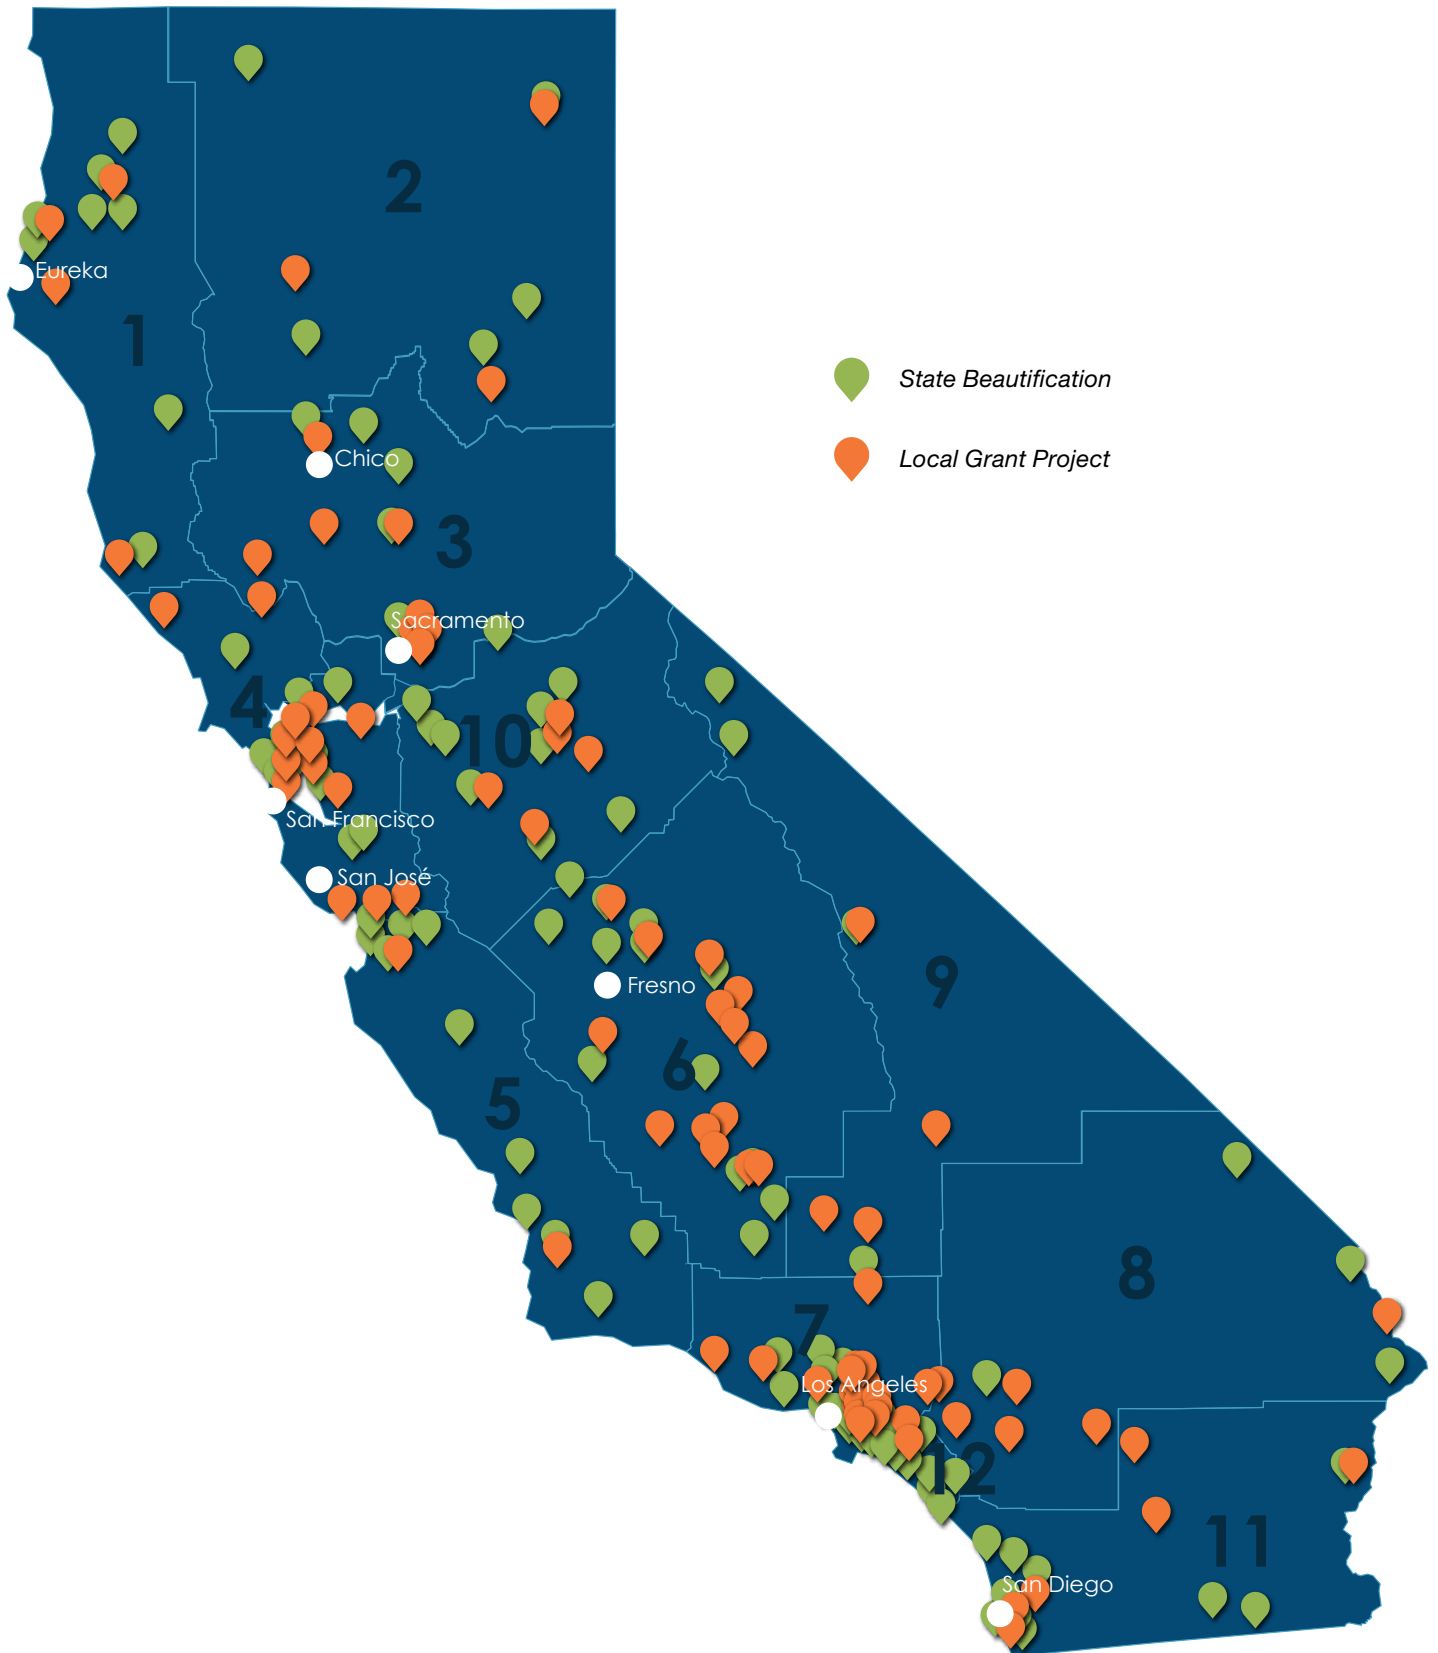 2
Eureka
1
State Beautification
Chico
Local Grant Project
3
Sacramento
4
10
San Francisco
San José
9
Fresno
6
5
8
7
Los Angeles
12
11
San Diego